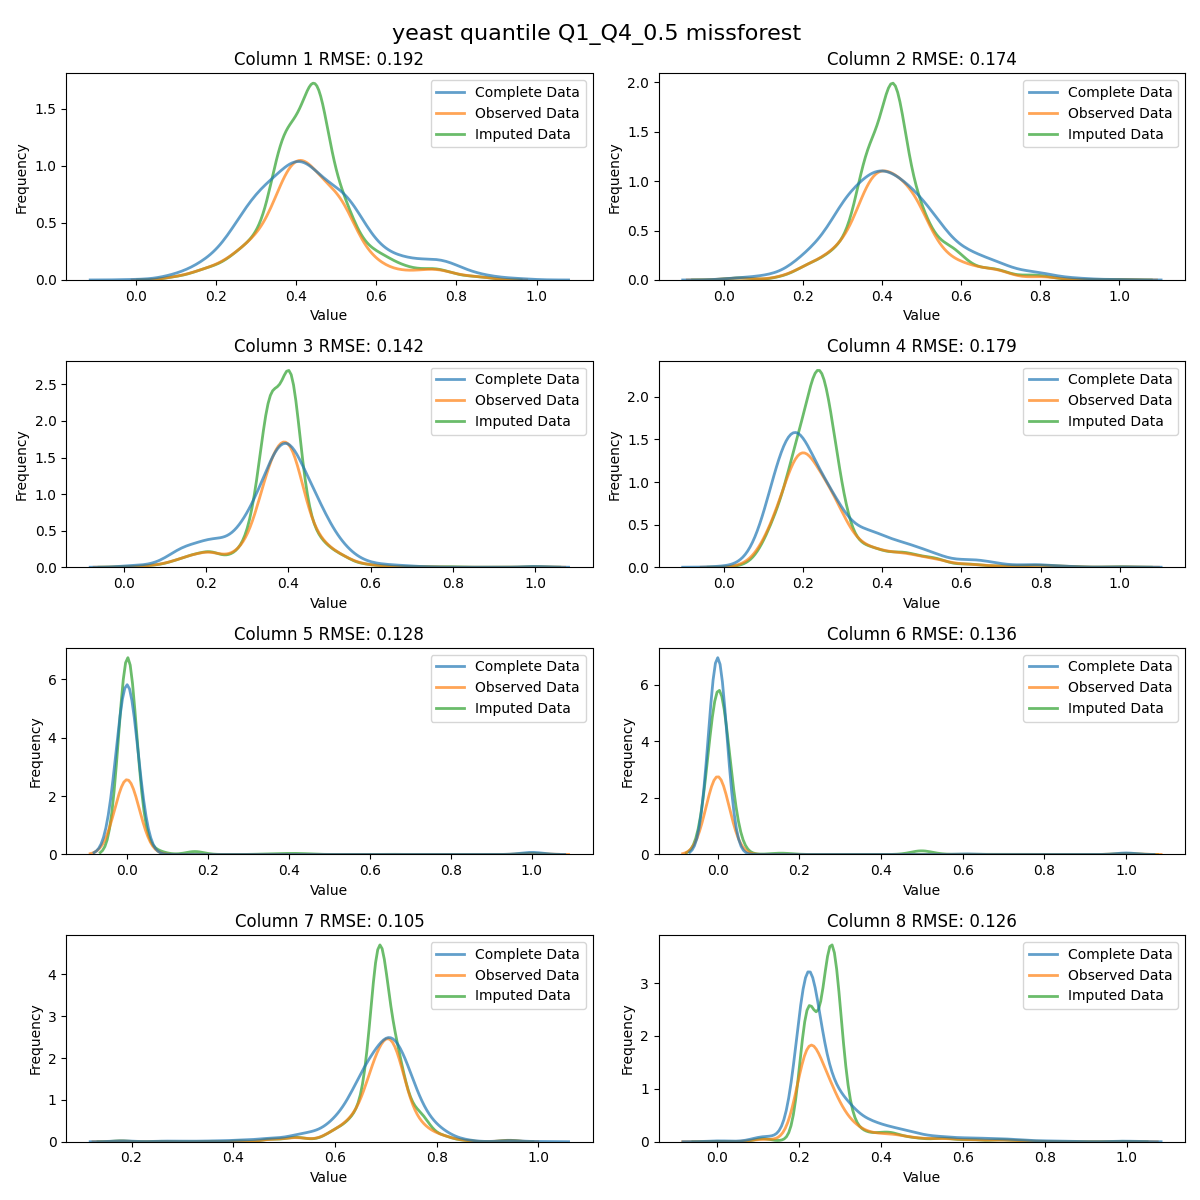 yeast quantile Q1_Q4_0.5 missforest
Column 1 RMSE: 0.192
Frequency
1.5
1.0
0.5
0.0
Complete Data
Observed Data
Imputed Data
0.0 0.2 0.4 0.6 0.8 1.0
Value
Column 2 RMSE: 0.174
Frequency
2.0
1.5
1.0
0.5
0.0
Complete Data
Observed Data
Imputed Data
0.0 0.2 0.4 0.6 0.8 1.0
Value
Column 3 RMSE: 0.142
Frequency
2.5
2.0
1.5
1.0
0.5
0.0
Complete Data
Observed Data
Imputed Data
0.0 0.2 0.4 0.6 0.8 1.0
Value
Column 4 RMSE: 0.179
Frequency
2.0
1.5
1.0
0.5
0.0
Complete Data
Observed Data
Imputed Data
0.0 0.2 0.4 0.6 0.8 1.0
Value
Column 5 RMSE: 0.128
Frequency
6
4
2
0
Complete Data
Observed Data
Imputed Data
0.0 0.2 0.4 0.6 0.8 1.0
Value
Column 6 RMSE: 0.136
Frequency
6
4
2
0
Complete Data
Observed Data
Imputed Data
0.0 0.2 0.4 0.6 0.8 1.0
Value
Column 7 RMSE: 0.105
Frequency
4
3
2
1
0
Complete Data
Observed Data
Imputed Data
0.2 0.4 0.6 0.8 1.0
Value
Column 8 RMSE: 0.126
Frequency
3
2
1
0
Complete Data
Observed Data
Imputed Data
0.0 0.2 0.4 0.6 0.8 1.0
Value